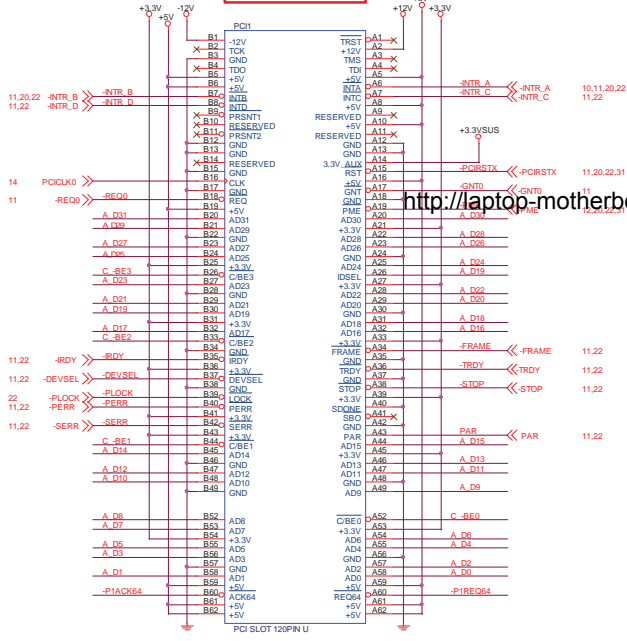 +3.3V -12V +12V +3.3V
+5V
PCI1
B1 -12V TRST A1
B2 TCK +12V A2
B3 GND TMS A3
B4 TDO TDI A4
B5 +5V +5V A5
B6 +5V INTA A6 -INTR_A -INTR_A 10,11,20,22
11,20,22 -INTR_B -INTR_B B7 INTB INTC A7 -INTR_C -INTR_C 11,22
11,22 -INTR_D -INTR_D B8 INTD +5V A8
B9 PRSNT1 RESERVED A9
B10 RESERVED +5V A10
B11 PRSNT2 RESERVED A11
B12 GND GND A12
B13 GND GND A13
B14 RESERVED 3.3V_AUX A14 +3.3VSUS
B15 GND RST A15 -PCIRSTX -PCIRSTX 11,20,22,31
14 PCICLK0 B16 CLK +5V A16
B17 GND GNT A17 -GNT0 -GNT0 11
11 -REQ0 -REQ0 B18 REQ GND A18
http://laptop-motherbo
B19 +5V PME A19 -PME 12,20,22,31
A_D31 B20 AD31 AD30 A20 A_D30
A_D29 B21 AD29 +3.3V A21
B22 GND AD28 A22 A_D28
A_D27 B23 AD27 AD26 A23 A_D26
A_D25 B24 AD25 GND A24
B25 +3.3V AD24 A25 A_D24
C_-BE3 B26 C/BE3 IDSEL A26 A_D19
A_D23 B27 AD23 +3.3V A27
B28 GND AD22 A28 A_D22
A_D21 B29 AD21 AD20 A29 A_D20
A_D19 B30 AD19 GND A30
B31 +3.3V AD18 A31 A_D18
A_D17 B32 AD17 AD16 A32 A_D16
C_-BE2 B33 C/BE2 +3.3V A33
B34 GND FRAME A34 -FRAME -FRAME 11,22
11,22 -IRDY -IRDY B35 IRDY GND A35
B36 +3.3V TRDY A36 -TRDY -TRDY 11,22
11,22 -DEVSEL -DEVSEL B37 DEVSEL GND A37
B38 GND STOP A38 -STOP -STOP 11,22
22 -PLOCK -PLOCK B39 LOCK +3.3V A39
11,22 -PERR -PERR B40 PERR SDONE A40
B41 +3.3V SBO A41
11,22 -SERR -SERR B42 SERR GND A42
B43 +3.3V PAR A43 PAR PAR 11,22
C_-BE1 B44 C/BE1 AD15 A44 A_D15
A_D14 B45 AD14 +3.3V A45
B46 GND AD13 A46 A_D13
A_D12 B47 AD12 AD11 A47 A_D11
A_D10 B48 AD10 GND A48
B49 GND AD9 A49 A_D9
A_D8 B52 AD8 C/BE0 A52 C_-BE0
A_D7 B53 AD7 +3.3V A53
B54 +3.3V AD6 A54 A_D6
A_D5 B55 AD5 AD4 A55 A_D4
A_D3 B56 AD3 GND A56
B57 GND AD2 A57 A_D2
A_D1 B58 AD1 AD0 A58 A_D0
B59 +5V +5V A59
-P1ACK64 B60 ACK64 REQ64 A60 -P1REQ64
B61 +5V +5V A61
B62 +5V +5V A62
PCI SLOT 120PIN U